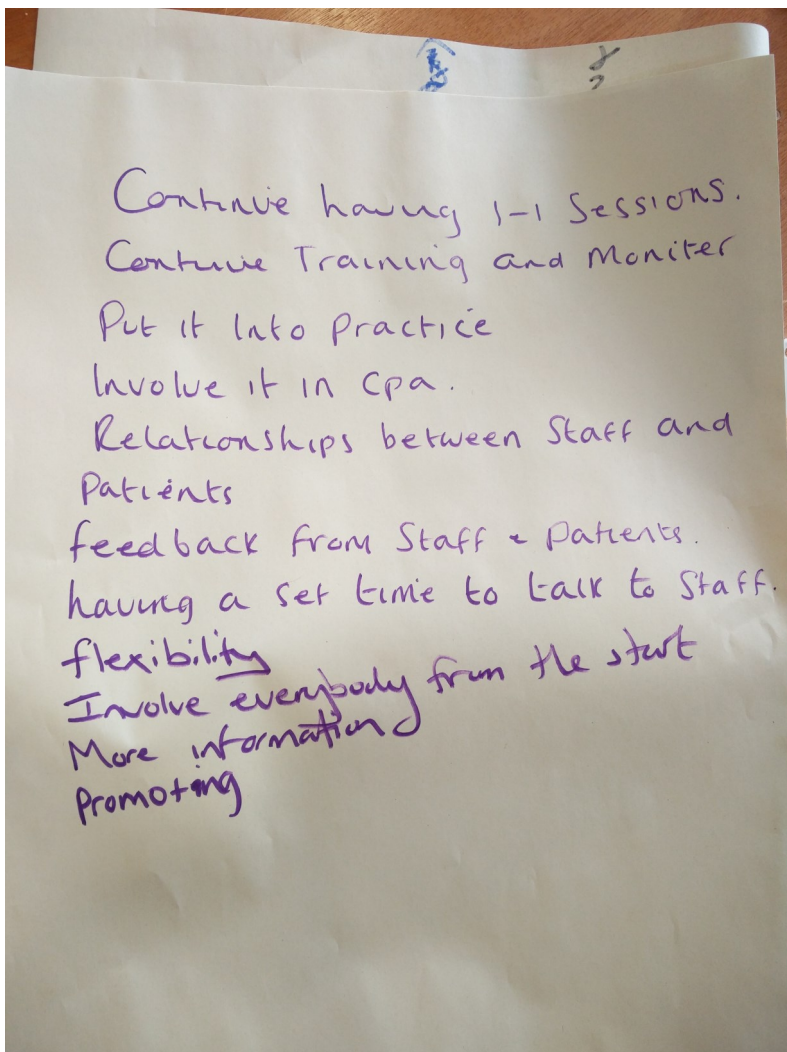 Continue having 1-1 Sessions.
Contuie Training and Moniter
Put it Into practice
Involve it in Cpa.
Relationships between Staff and
Patients
feedback from Staff & patients.
having a set time to talk to Staff.
flexibility
Involve everybody from the start
More information
Promoting